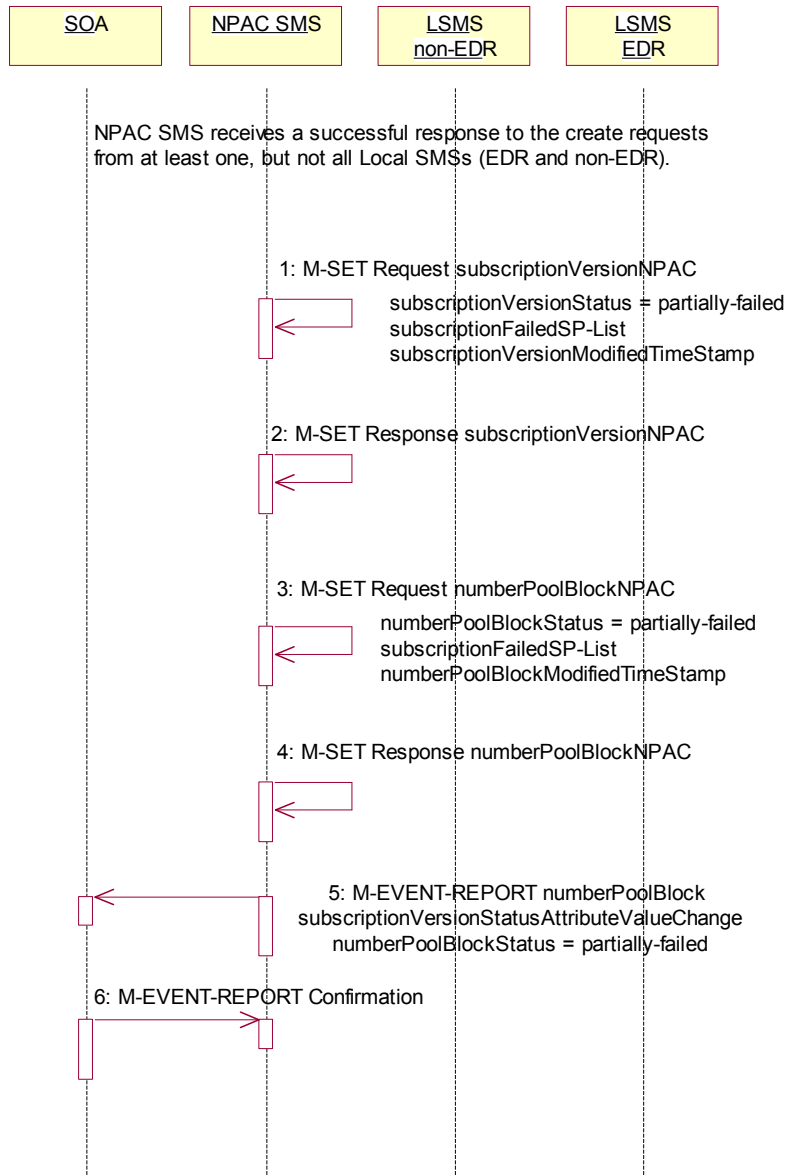 SOA
NPAC SMS
LSMS
non-EDR
LSMS
EDR
NPAC SMS receives a successful response to the create requests
from at least one, but not all Local SMSs (EDR and non-EDR).
1: M-SET Request subscriptionVersionNPAC
subscriptionVersionStatus = partially-failed
subscriptionFailedSP-List
subscriptionVersionModifiedTimeStamp
2: M-SET Response subscriptionVersionNPAC
3: M-SET Request numberPoolBlockNPAC
numberPoolBlockStatus = partially-failed
subscriptionFailedSP-List
numberPoolBlockModifiedTimeStamp
4: M-SET Response numberPoolBlockNPAC
5: M-EVENT-REPORT numberPoolBlock
subscriptionVersionStatusAttributeValueChange
numberPoolBlockStatus = partially-failed
6: M-EVENT-REPORT Confirmation